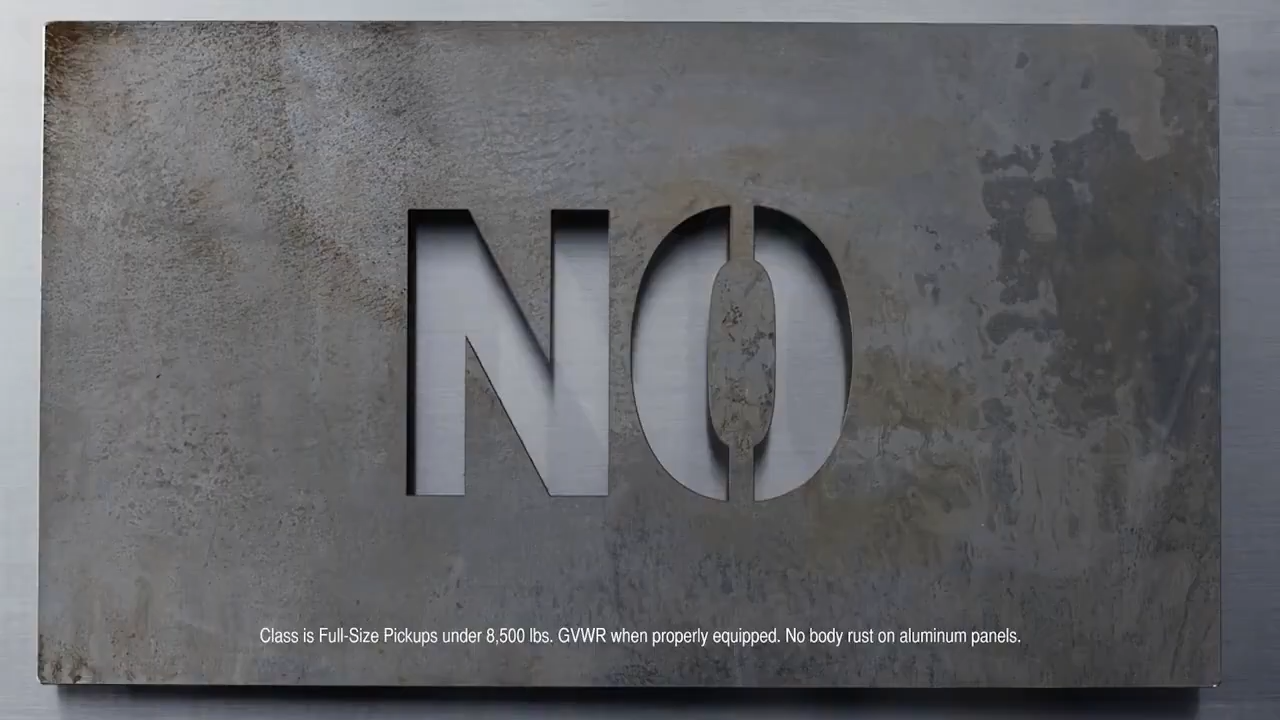 NO
Class is Full-Size Pickups under 8,500 lbs. GVWR when properly equipped. No body rust on aluminum panels.